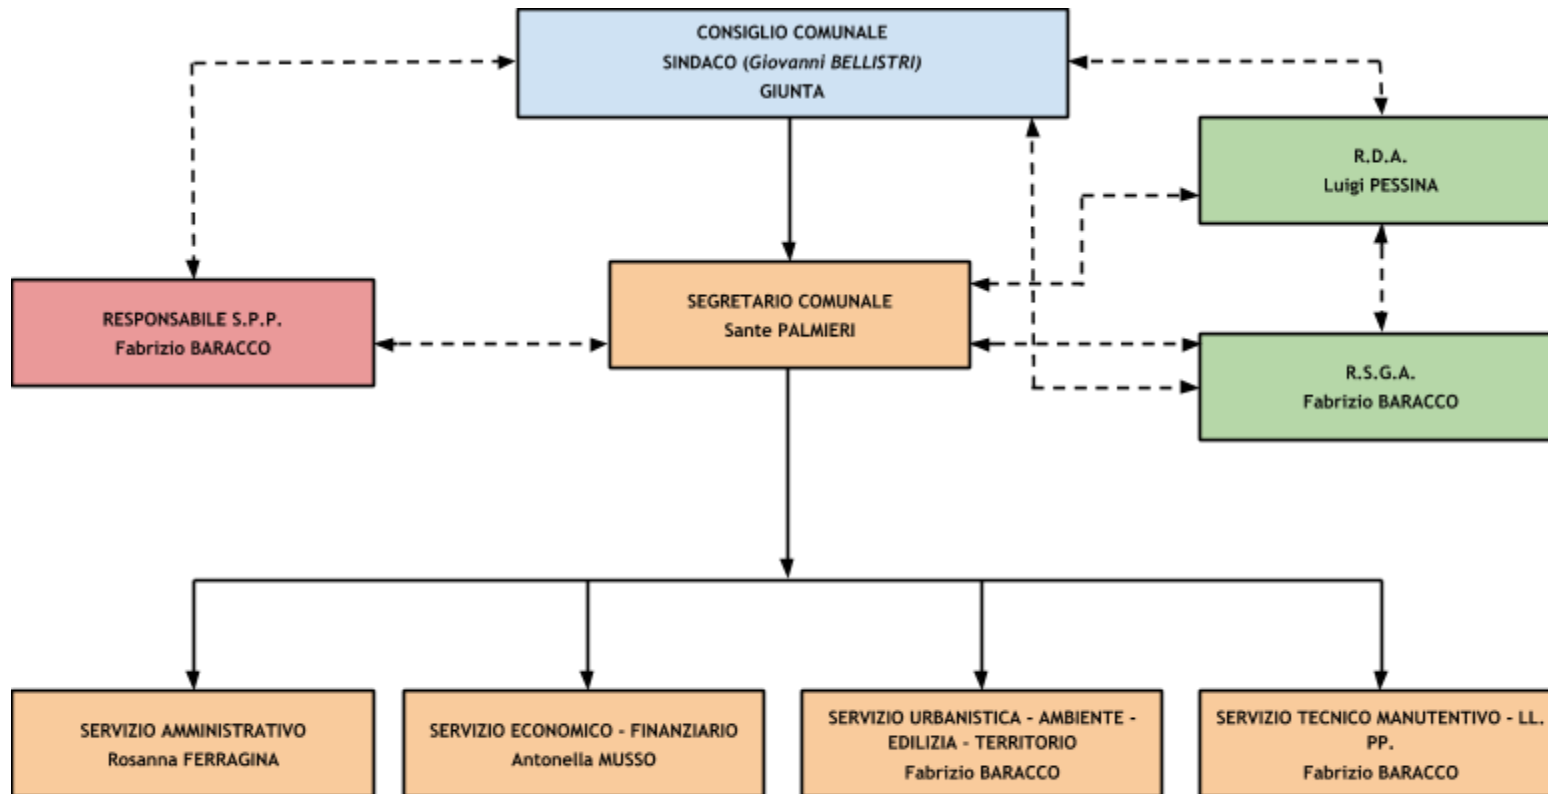 CONSIGLIO COMUNALE
SINDACO (Giovanni BELLISTRI)
GIUNTA
R.D.A.
Luigi PESSINA
RESPONSABILE S.P.P.
Fabrizio BARACCO
SEGRETARIO COMUNALE
Sante PALMIERI
R.S.G.A.
Fabrizio BARACCO
SERVIZIO AMMINISTRATIVO
Rosanna FERRAGINA
SERVIZIO ECONOMICO - FINANZIARIO
Antonella MUSSO
SERVIZIO URBANISTICA - AMBIENTE -
EDILIZIA - TERRITORIO
Fabrizio BARACCO
SERVIZIO TECNICO MANUTENTIVO - LL.
PP.
Fabrizio BARACCO